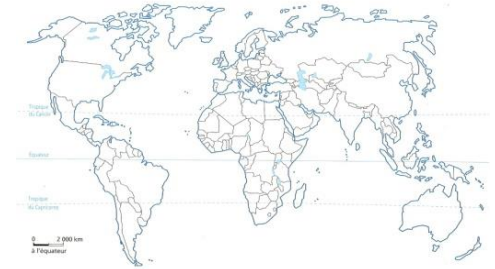 Tropique
du Cancer
Équateur
Tropique
du Capricorne
0 2 000 km
à l'équateur